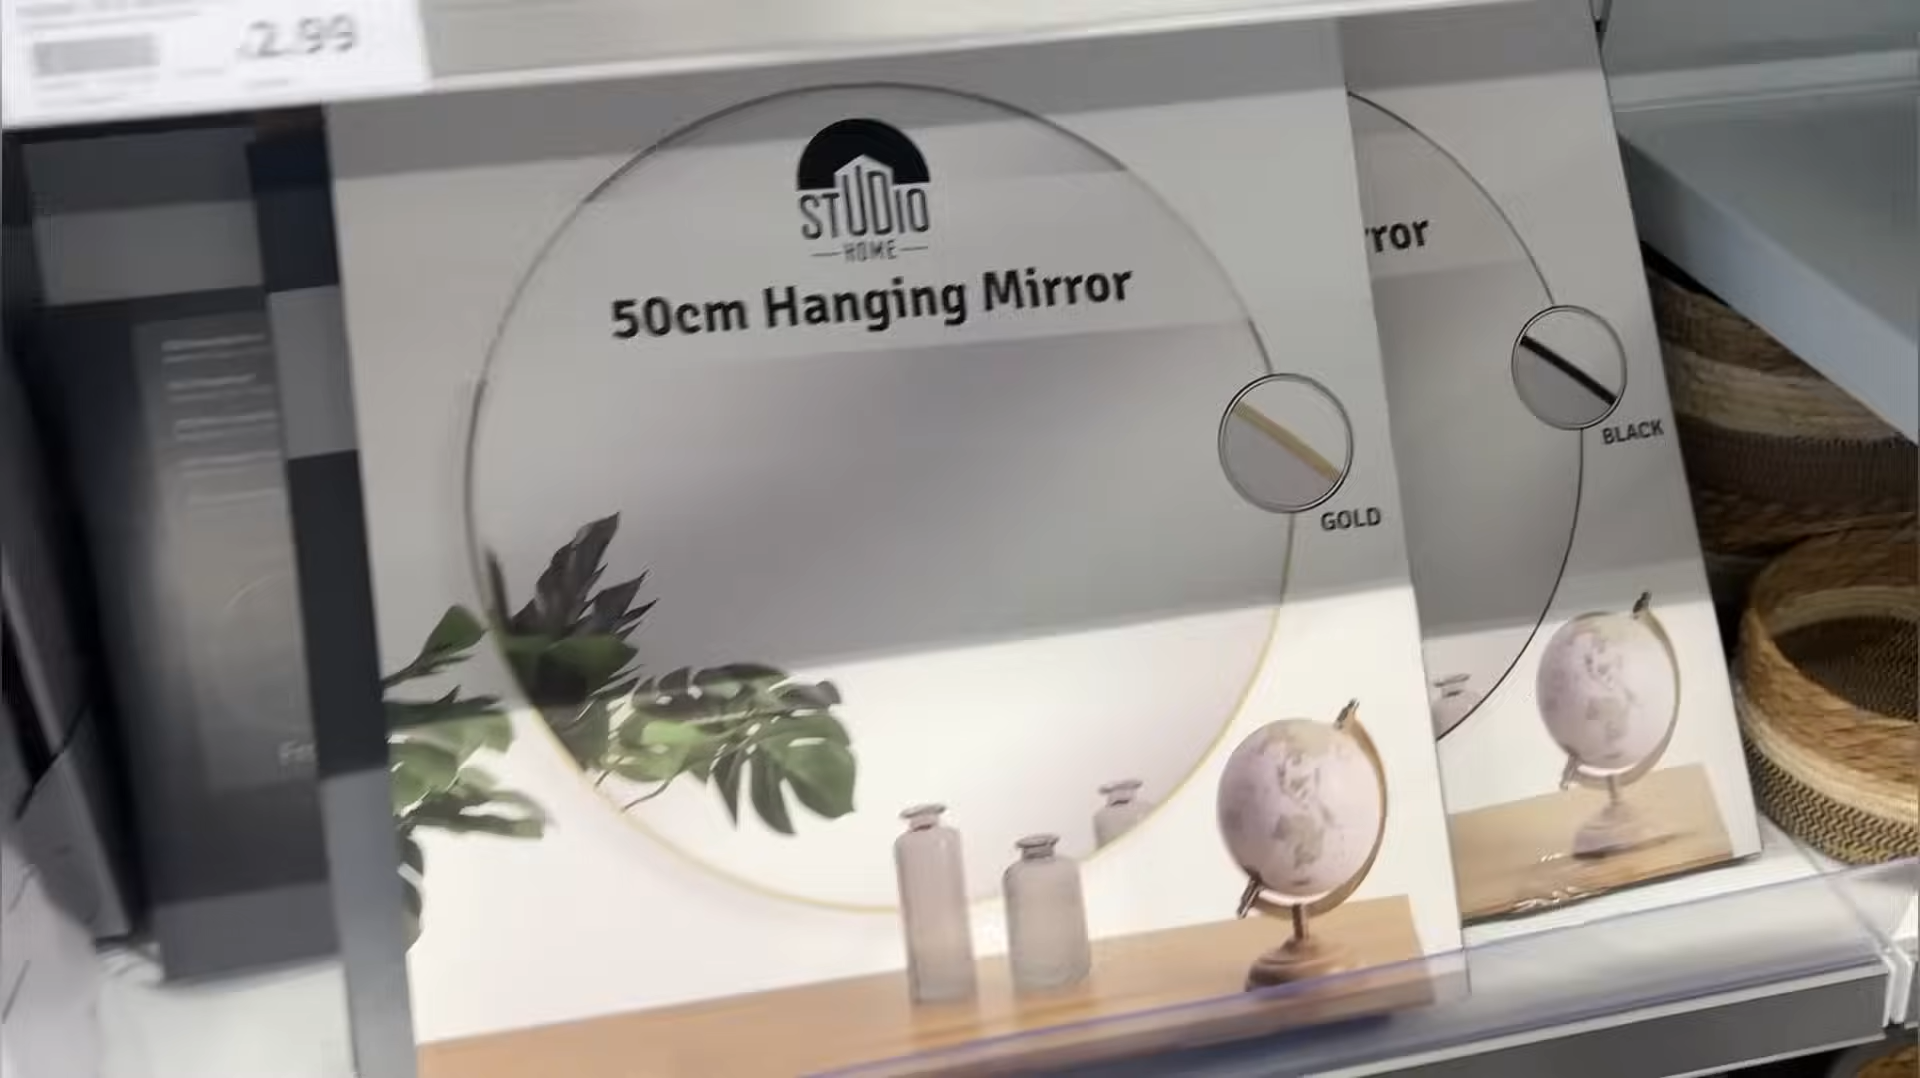 2.99
STUDIO
HOME
50cm Hanging Mirror
GOLD
rror
BLACK